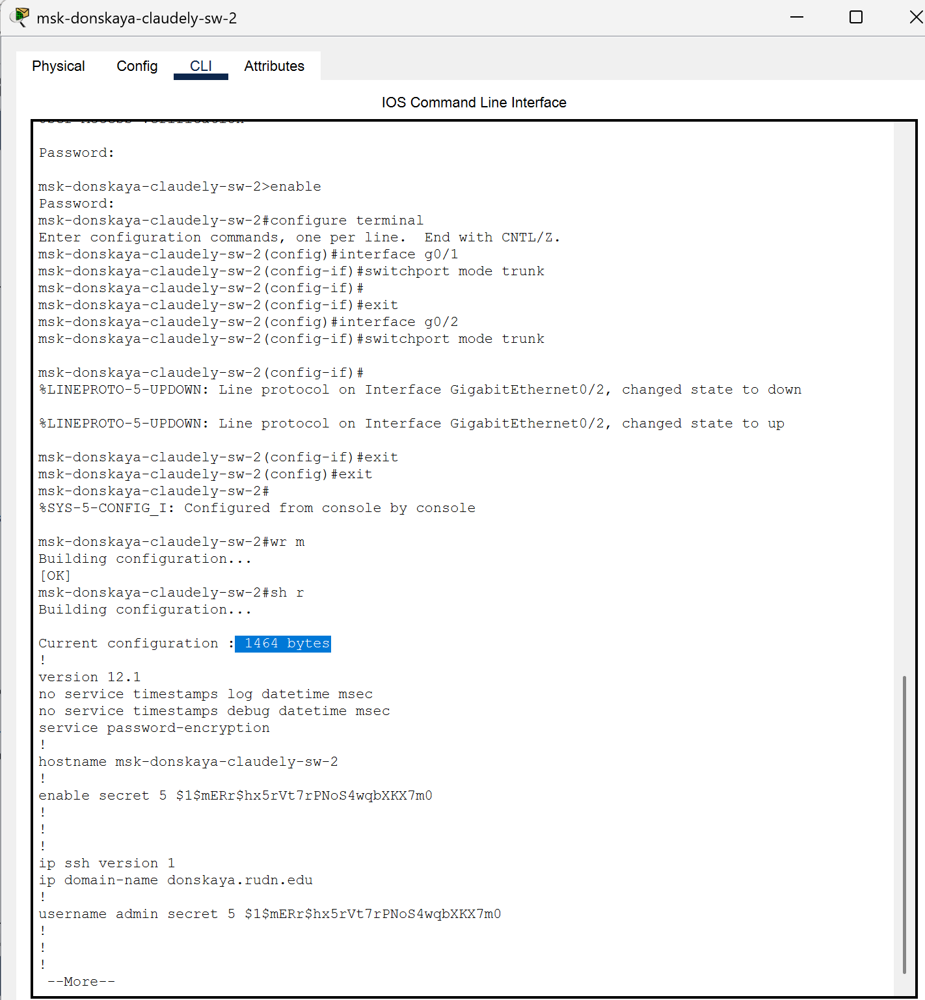 msk-donskaya-claudely-sw-2
Physical Config CLI Attributes
IOS Command Line Interface
User Access Verification
Password:
msk-donskaya-claudely-sw-2>enable
Password:
msk-donskaya-claudely-sw-2#configure terminal
Enter configuration commands, one per line.  End with CNTL/Z.
msk-donskaya-claudely-sw-2(config)#interface g0/1
msk-donskaya-claudely-sw-2(config-if)#switchport mode trunk
msk-donskaya-claudely-sw-2(config-if)#
msk-donskaya-claudely-sw-2(config-if)#exit
msk-donskaya-claudely-sw-2(config)#interface g0/2
msk-donskaya-claudely-sw-2(config-if)#switchport mode trunk
msk-donskaya-claudely-sw-2(config-if)#
%LINEPROTO-5-UPDOWN: Line protocol on Interface GigabitEthernet0/2, changed state to down
%LINEPROTO-5-UPDOWN: Line protocol on Interface GigabitEthernet0/2, changed state to up
msk-donskaya-claudely-sw-2(config-if)#exit
msk-donskaya-claudely-sw-2(config)#exit
msk-donskaya-claudely-sw-2#
%SYS-5-CONFIG_I: Configured from console by console
msk-donskaya-claudely-sw-2#wr m
Building configuration...
[OK]
msk-donskaya-claudely-sw-2#sh r
Building configuration...
Current configuration : 1464 bytes
!
version 12.1
no service timestamps log datetime msec
no service timestamps debug datetime msec
service password-encryption
!
hostname msk-donskaya-claudely-sw-2
!
enable secret 5 $1$mERr$hx5rVt7rPNoS4wqbXKX7m0
!
!
!
ip ssh version 1
ip domain-name donskaya.rudn.edu
!
username admin secret 5 $1$mERr$hx5rVt7rPNoS4wqbXKX7m0
!
!
!
--More--